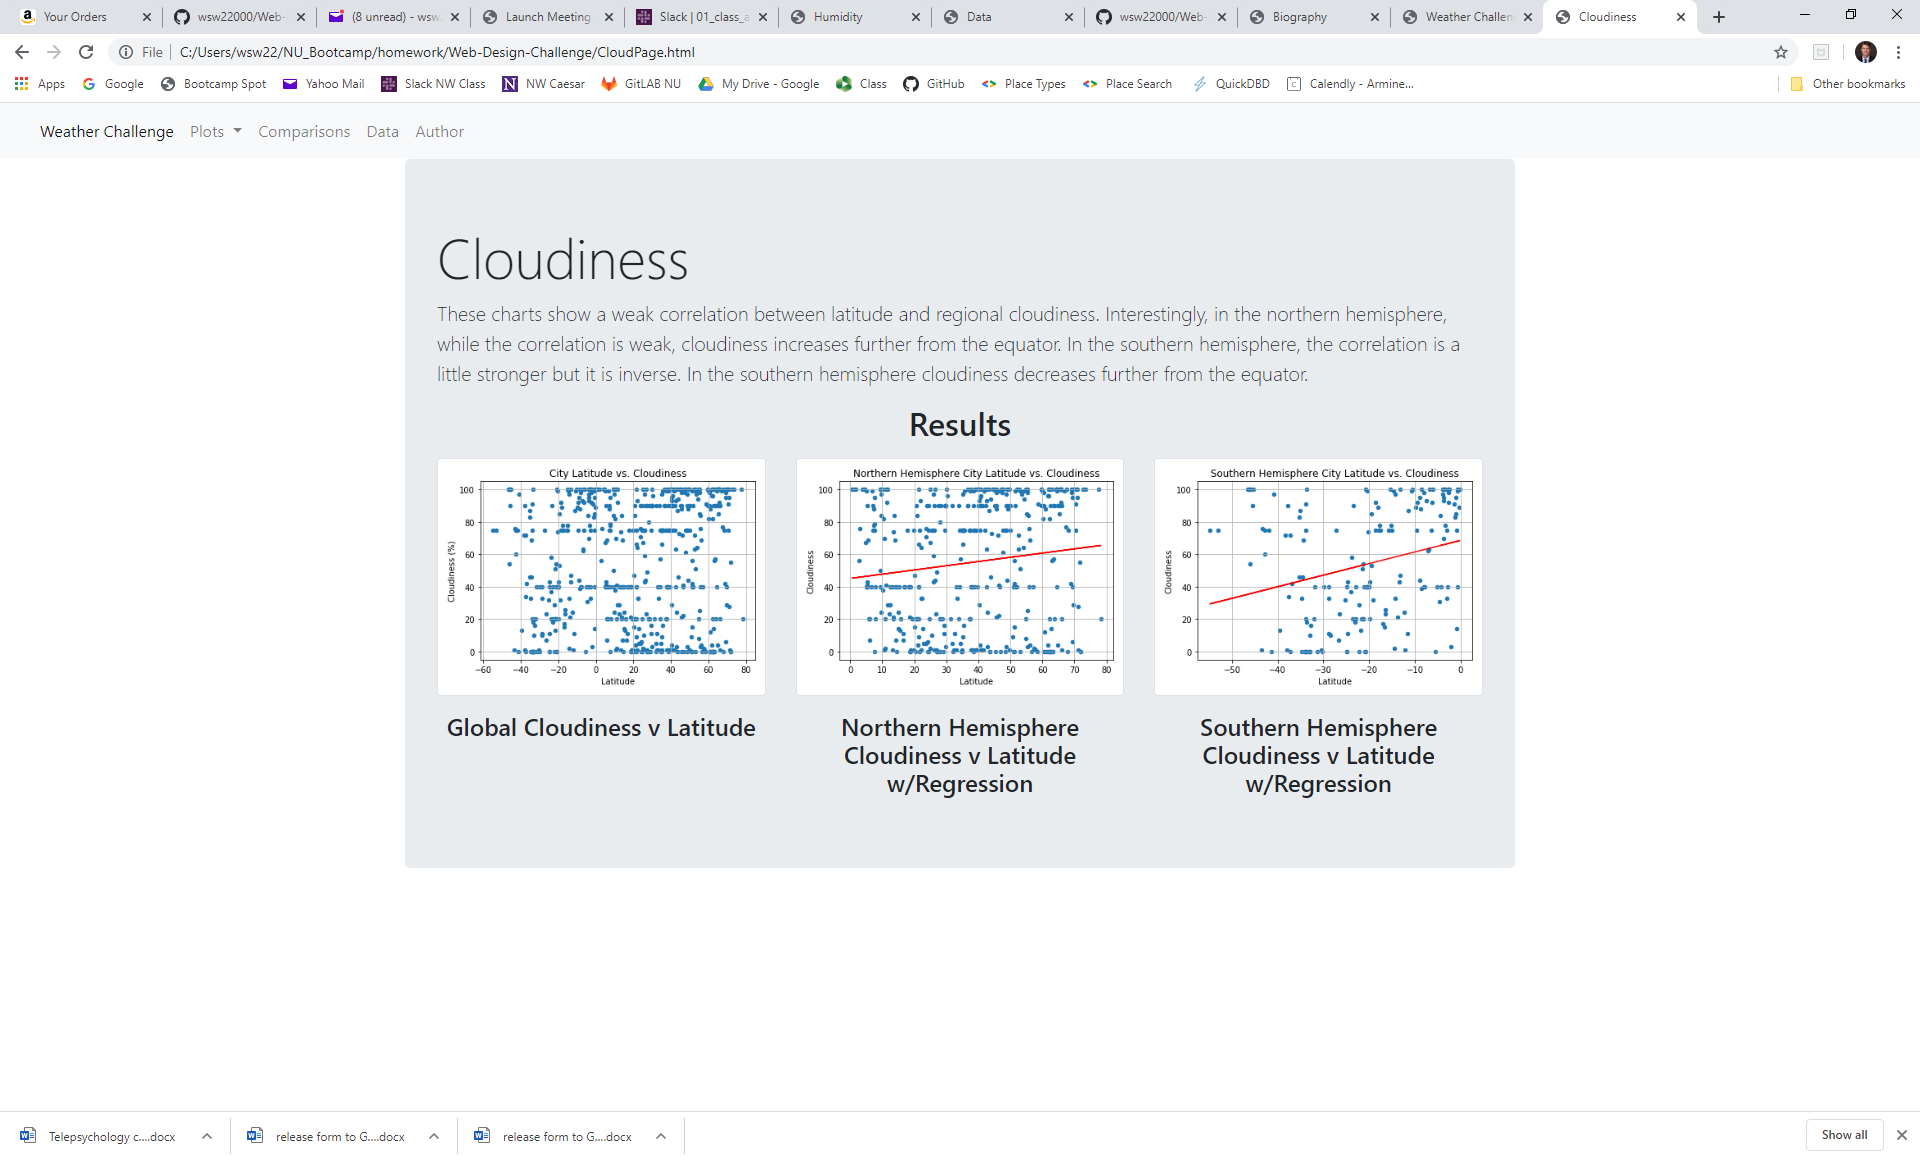 Your Orders
wsw22000/Web-
(8 unread) - wsw
Launch Meeting
Slack | 01_class_a
Humidity
Data
wsw22000/Web-
Biography
Weather Challen
Cloudiness
File C:/Users/wsw22/NU_Bootcamp/homework/Web-Design-Challenge/CloudPage.html
Apps Google Bootcamp Spot Yahoo Mail Slack NW Class NW Caesar GitLAB NU My Drive - Google Class GitHub Place Types Place Search QuickDBD Calendly - Armine... Other bookmarks
Weather Challenge Plots Comparisons Data Author
Cloudiness
These charts show a weak correlation between latitude and regional cloudiness. Interestingly, in the northern hemisphere,
while the correlation is weak, cloudiness increases further from the equator. In the southern hemisphere, the correlation is a
little stronger but it is inverse. In the southern hemisphere cloudiness decreases further from the equator.
Results
City Latitude vs. Cloudiness
Cloudiness (%)
100
80
60
40
20
0
−60 −40 −20 0 20 40 60 80
Latitude
Global Cloudiness v Latitude
Northern Hemisphere City Latitude vs. Cloudiness
Cloudiness
100
80
60
40
20
0
0 10 20 30 40 50 60 70 80
Latitude
Northern Hemisphere
Cloudiness v Latitude
w/Regression
Southern Hemisphere City Latitude vs. Cloudiness
Cloudiness
100
80
60
40
20
0
−50 −40 −30 −20 −10 0
Latitude
Southern Hemisphere
Cloudiness v Latitude
w/Regression
Telepsychology c....docx
release form to G....docx
release form to G....docx
Show all